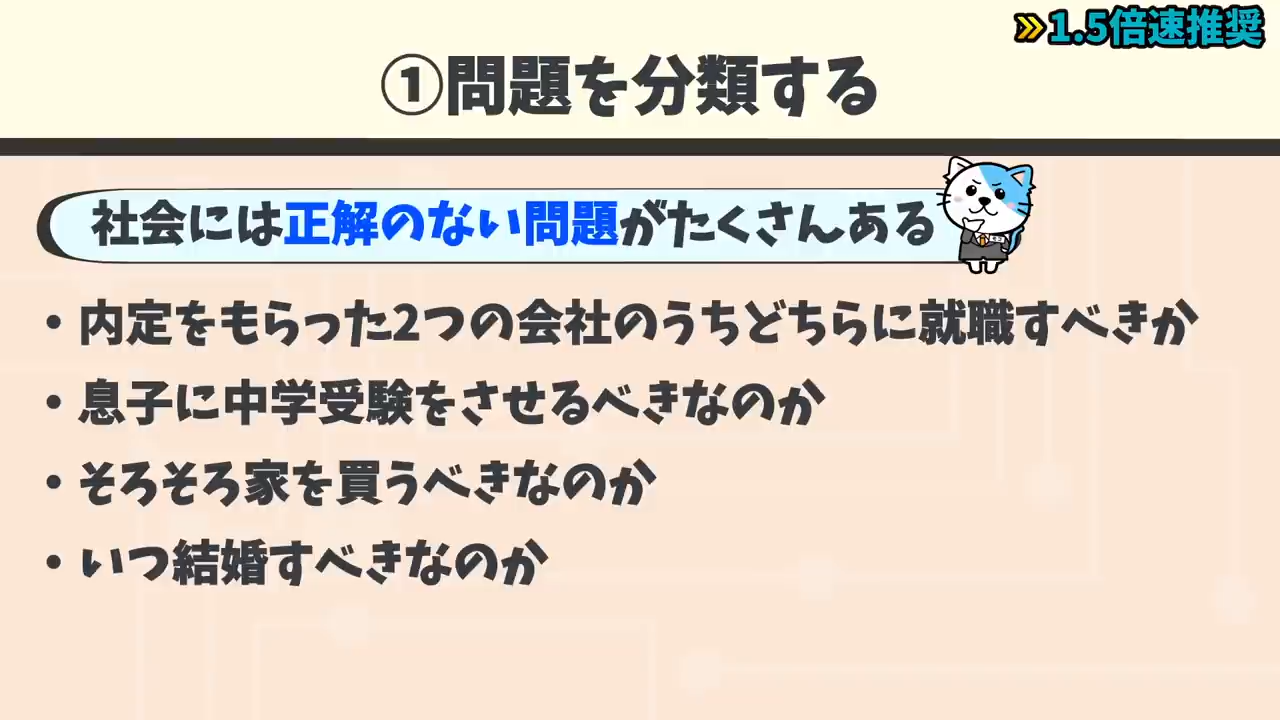 1.5倍速推奨
①問題を分類する
社会には正解のない問題がたくさんある
・内定をもらった2つの会社のうちどちらに就職すべきか
・息子に中学受験をさせるべきなのか
・そろそろ家を買うべきなのか
・いつ結婚すべきなのか